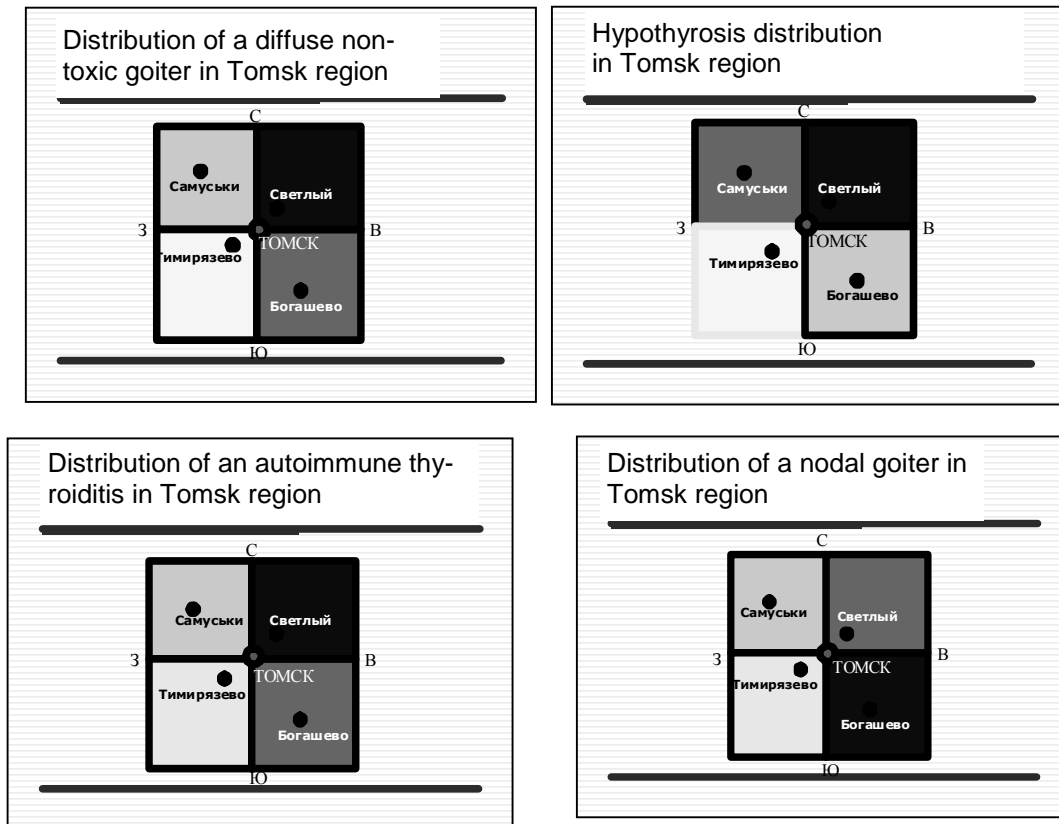 Distribution of a diffuse non-
toxic goiter in Tomsk region
С
Самуськи
Светлый
З
В
ТОМСК
Тимирязево
Богашево
Ю
Hypothyrosis distribution
in Tomsk region
С
Самуськи
Светлый
З
В
ТОМСК
Тимирязево
Богашево
Ю
Distribution of an autoimmune thy-
roiditis in Tomsk region
С
Самуськи
Светлый
З
В
ТОМСК
Тимирязево
Богашево
Ю
Distribution of a nodal goiter in
Tomsk region
С
Самуськи
Светлый
З
В
ТОМСК
Тимирязево
Богашево
Ю